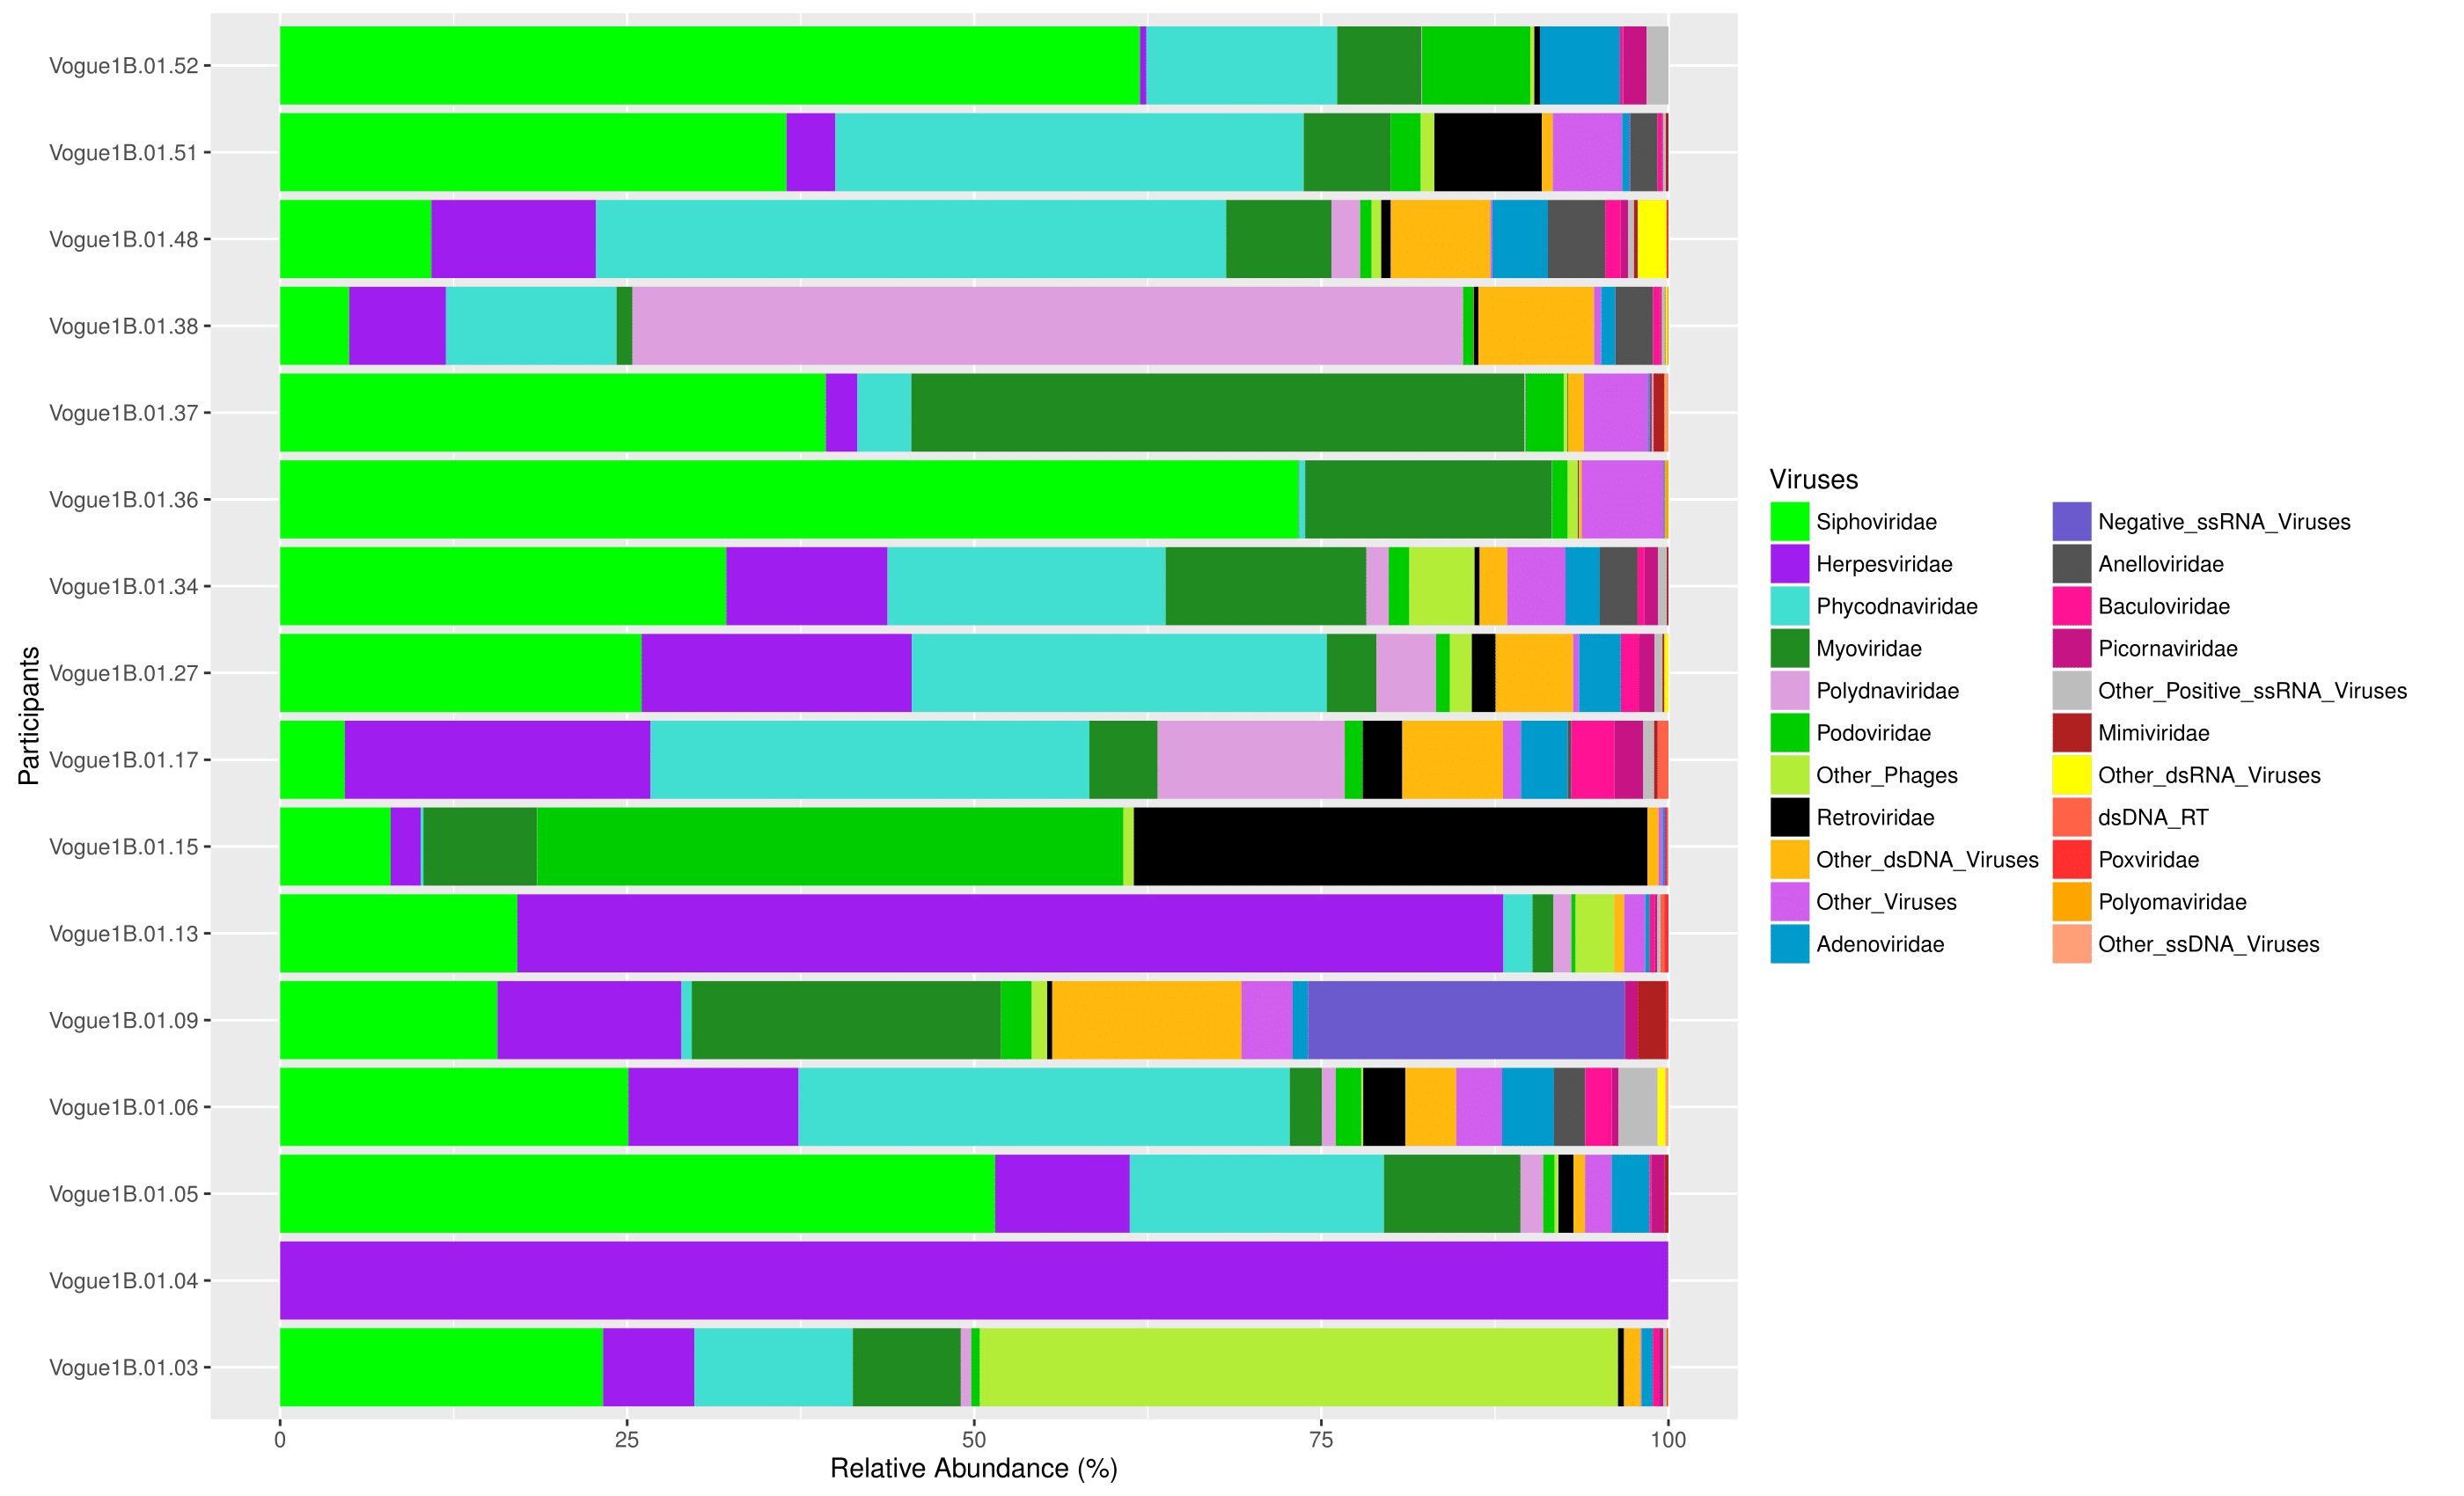 Vogue1B.01.52
Vogue1B.01.51
Vogue1B.01.48
Vogue1B.01.38
Vogue1B.01.37
Vogue1B.01.36
Vogue1B.01.34
Vogue1B.01.27
Vogue1B.01.17
Vogue1B.01.15
Vogue1B.01.13
Vogue1B.01.09
Vogue1B.01.06
Vogue1B.01.05
Vogue1B.01.04
Vogue1B.01.03
Participants
0 25 50 75 100
Relative Abundance (%)
Viruses
Siphoviridae
Herpesviridae
Phycodnaviridae
Myoviridae
Polydnaviridae
Podoviridae
Other_Phages
Retroviridae
Other_dsDNA_Viruses
Other_Viruses
Adenoviridae
Negative_ssRNA_Viruses
Anelloviridae
Baculoviridae
Picornaviridae
Other_Positive_ssRNA_Viruses
Mimiviridae
Other_dsRNA_Viruses
dsDNA_RT
Poxviridae
Polyomaviridae
Other_ssDNA_Viruses